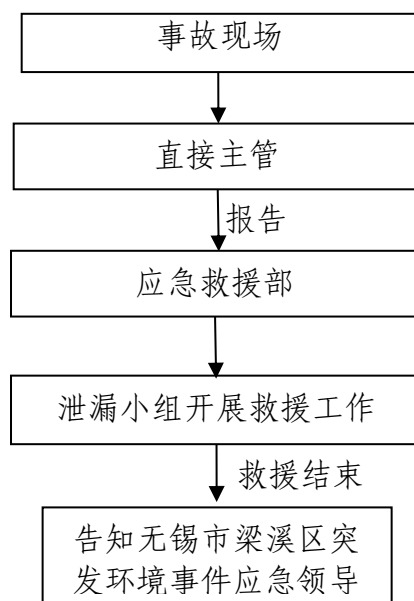 事故现场
直接主管
报告
应急救援部
泄漏小组开展救援工作
救援结束
告知无锡市梁溪区突
发环境事件应急领导